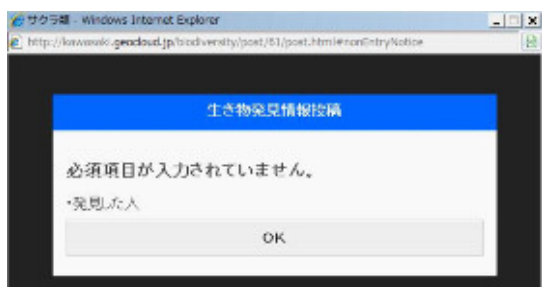 サクラ類 - Windows Internet Explorer
http://kawasaki.geocloud.jp/biodiversity/post/61/post.html#nonEntryNotice
生き物発見情報投稿
必須項目が入力されていません。
・発見した人
OK